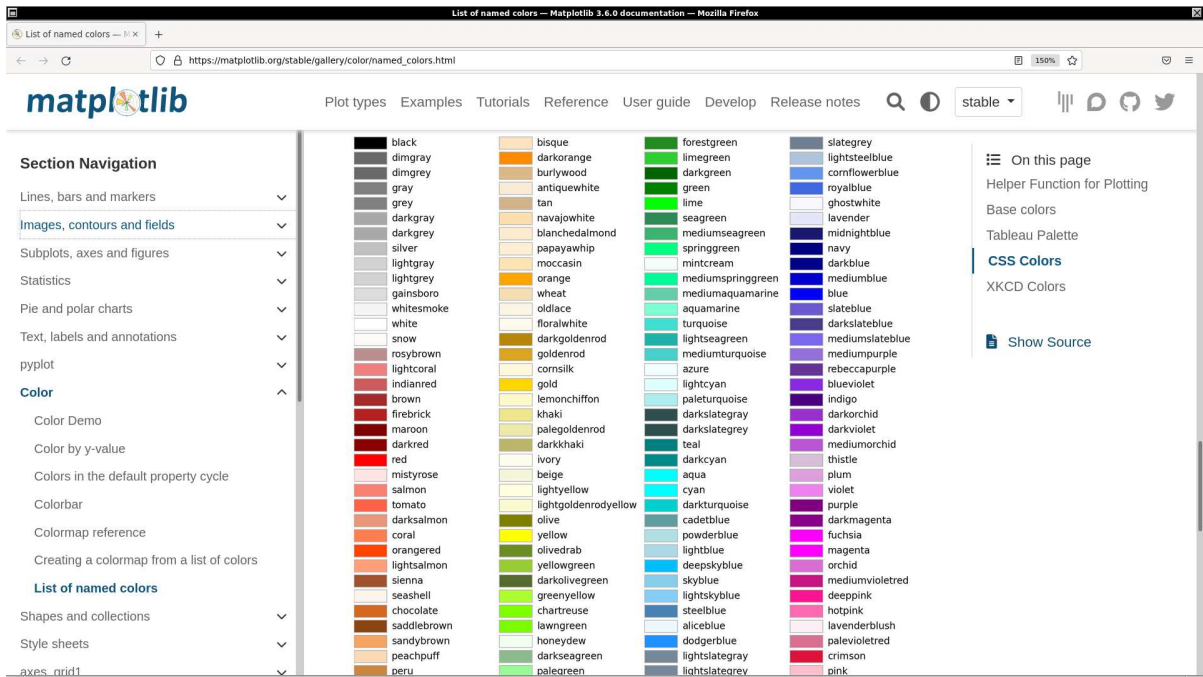 List of named colors — Matplotlib 3.6.0 documentation — Mozilla Firefox
List of named colors — M
https://matplotlib.org/stable/gallery/color/named_colors.html
150%
matplotlib
Plot types Examples Tutorials Reference User guide Develop Release notes
stable
Section Navigation
Lines, bars and markers
Images, contours and fields
Subplots, axes and figures
Statistics
Pie and polar charts
Text, labels and annotations
pyplot
Color
Color Demo
Color by y-value
Colors in the default property cycle
Colorbar
Colormap reference
Creating a colormap from a list of colors
List of named colors
Shapes and collections
Style sheets
axes_grid1
black
dimgray
dimgrey
gray
grey
darkgray
darkgrey
silver
lightgray
lightgrey
gainsboro
whitesmoke
white
snow
rosybrown
lightcoral
indianred
brown
firebrick
maroon
darkred
red
mistyrose
salmon
tomato
darksalmon
coral
orangered
lightsalmon
sienna
seashell
chocolate
saddlebrown
sandybrown
peachpuff
peru
bisque
darkorange
burlywood
antiquewhite
tan
navajowhite
blanchedalmond
papayawhip
moccasin
orange
wheat
oldlace
floralwhite
darkgoldenrod
goldenrod
cornsilk
gold
lemonchiffon
khaki
palegoldenrod
darkkhaki
ivory
beige
lightyellow
lightgoldenrodyellow
olive
yellow
olivedrab
yellowgreen
darkolivegreen
greenyellow
chartreuse
lawngreen
honeydew
darkseagreen
palegreen
forestgreen
limegreen
darkgreen
green
lime
seagreen
mediumseagreen
springgreen
mintcream
mediumspringgreen
mediumaquamarine
aquamarine
turquoise
lightseagreen
mediumturquoise
azure
lightcyan
paleturquoise
darkslategray
darkslategrey
teal
darkcyan
aqua
cyan
darkturquoise
cadetblue
powderblue
lightblue
deepskyblue
skyblue
lightskyblue
steelblue
aliceblue
dodgerblue
lightslategray
lightslategrey
slategrey
lightsteelblue
cornflowerblue
royalblue
ghostwhite
lavender
midnightblue
navy
darkblue
mediumblue
blue
slateblue
darkslateblue
mediumslateblue
mediumpurple
rebeccapurple
blueviolet
indigo
darkorchid
darkviolet
mediumorchid
thistle
plum
violet
purple
darkmagenta
fuchsia
magenta
orchid
mediumvioletred
deeppink
hotpink
lavenderblush
palevioletred
crimson
pink
On this page
Helper Function for Plotting
Base colors
Tableau Palette
CSS Colors
XKCD Colors
Show Source